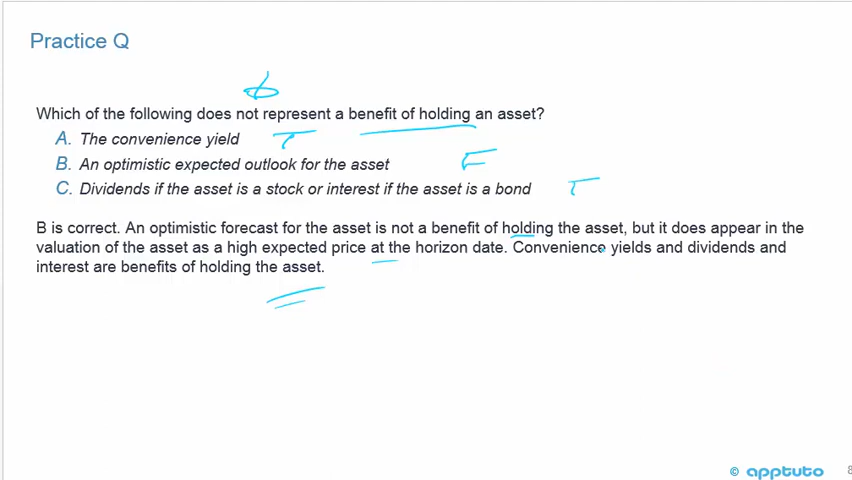 Practice Q
Which of the following does not represent a benefit of holding an asset?
A. The convenience yield T
B. An optimistic expected outlook for the asset F
C. Dividends if the asset is a stock or interest if the asset is a bond T
B is correct. An optimistic forecast for the asset is not a benefit of holding the asset, but it does appear in the
valuation of the asset as a high expected price at the horizon date. Convenience yields and dividends and
interest are benefits of holding the asset.
© apptuto 8